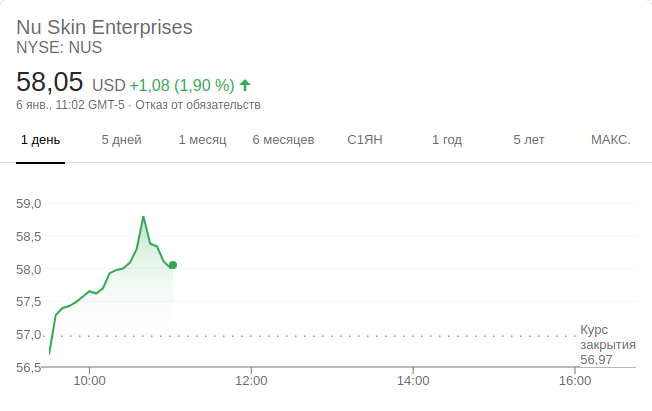 Nu Skin Enterprises
NYSE: NUS
58,05 USD +1,08 (1,90 %)
6 янв., 11:02 GMT-5 · Отказ от обязательств
1 день 5 дней 1 месяц 6 месяцев С1ЯН 1 год 5 лет МАКС.
59,0
58,5
58,0
57,5
57,0
Курс
закрытия
56,97
56,5
10:00 12:00 14:00 16:00